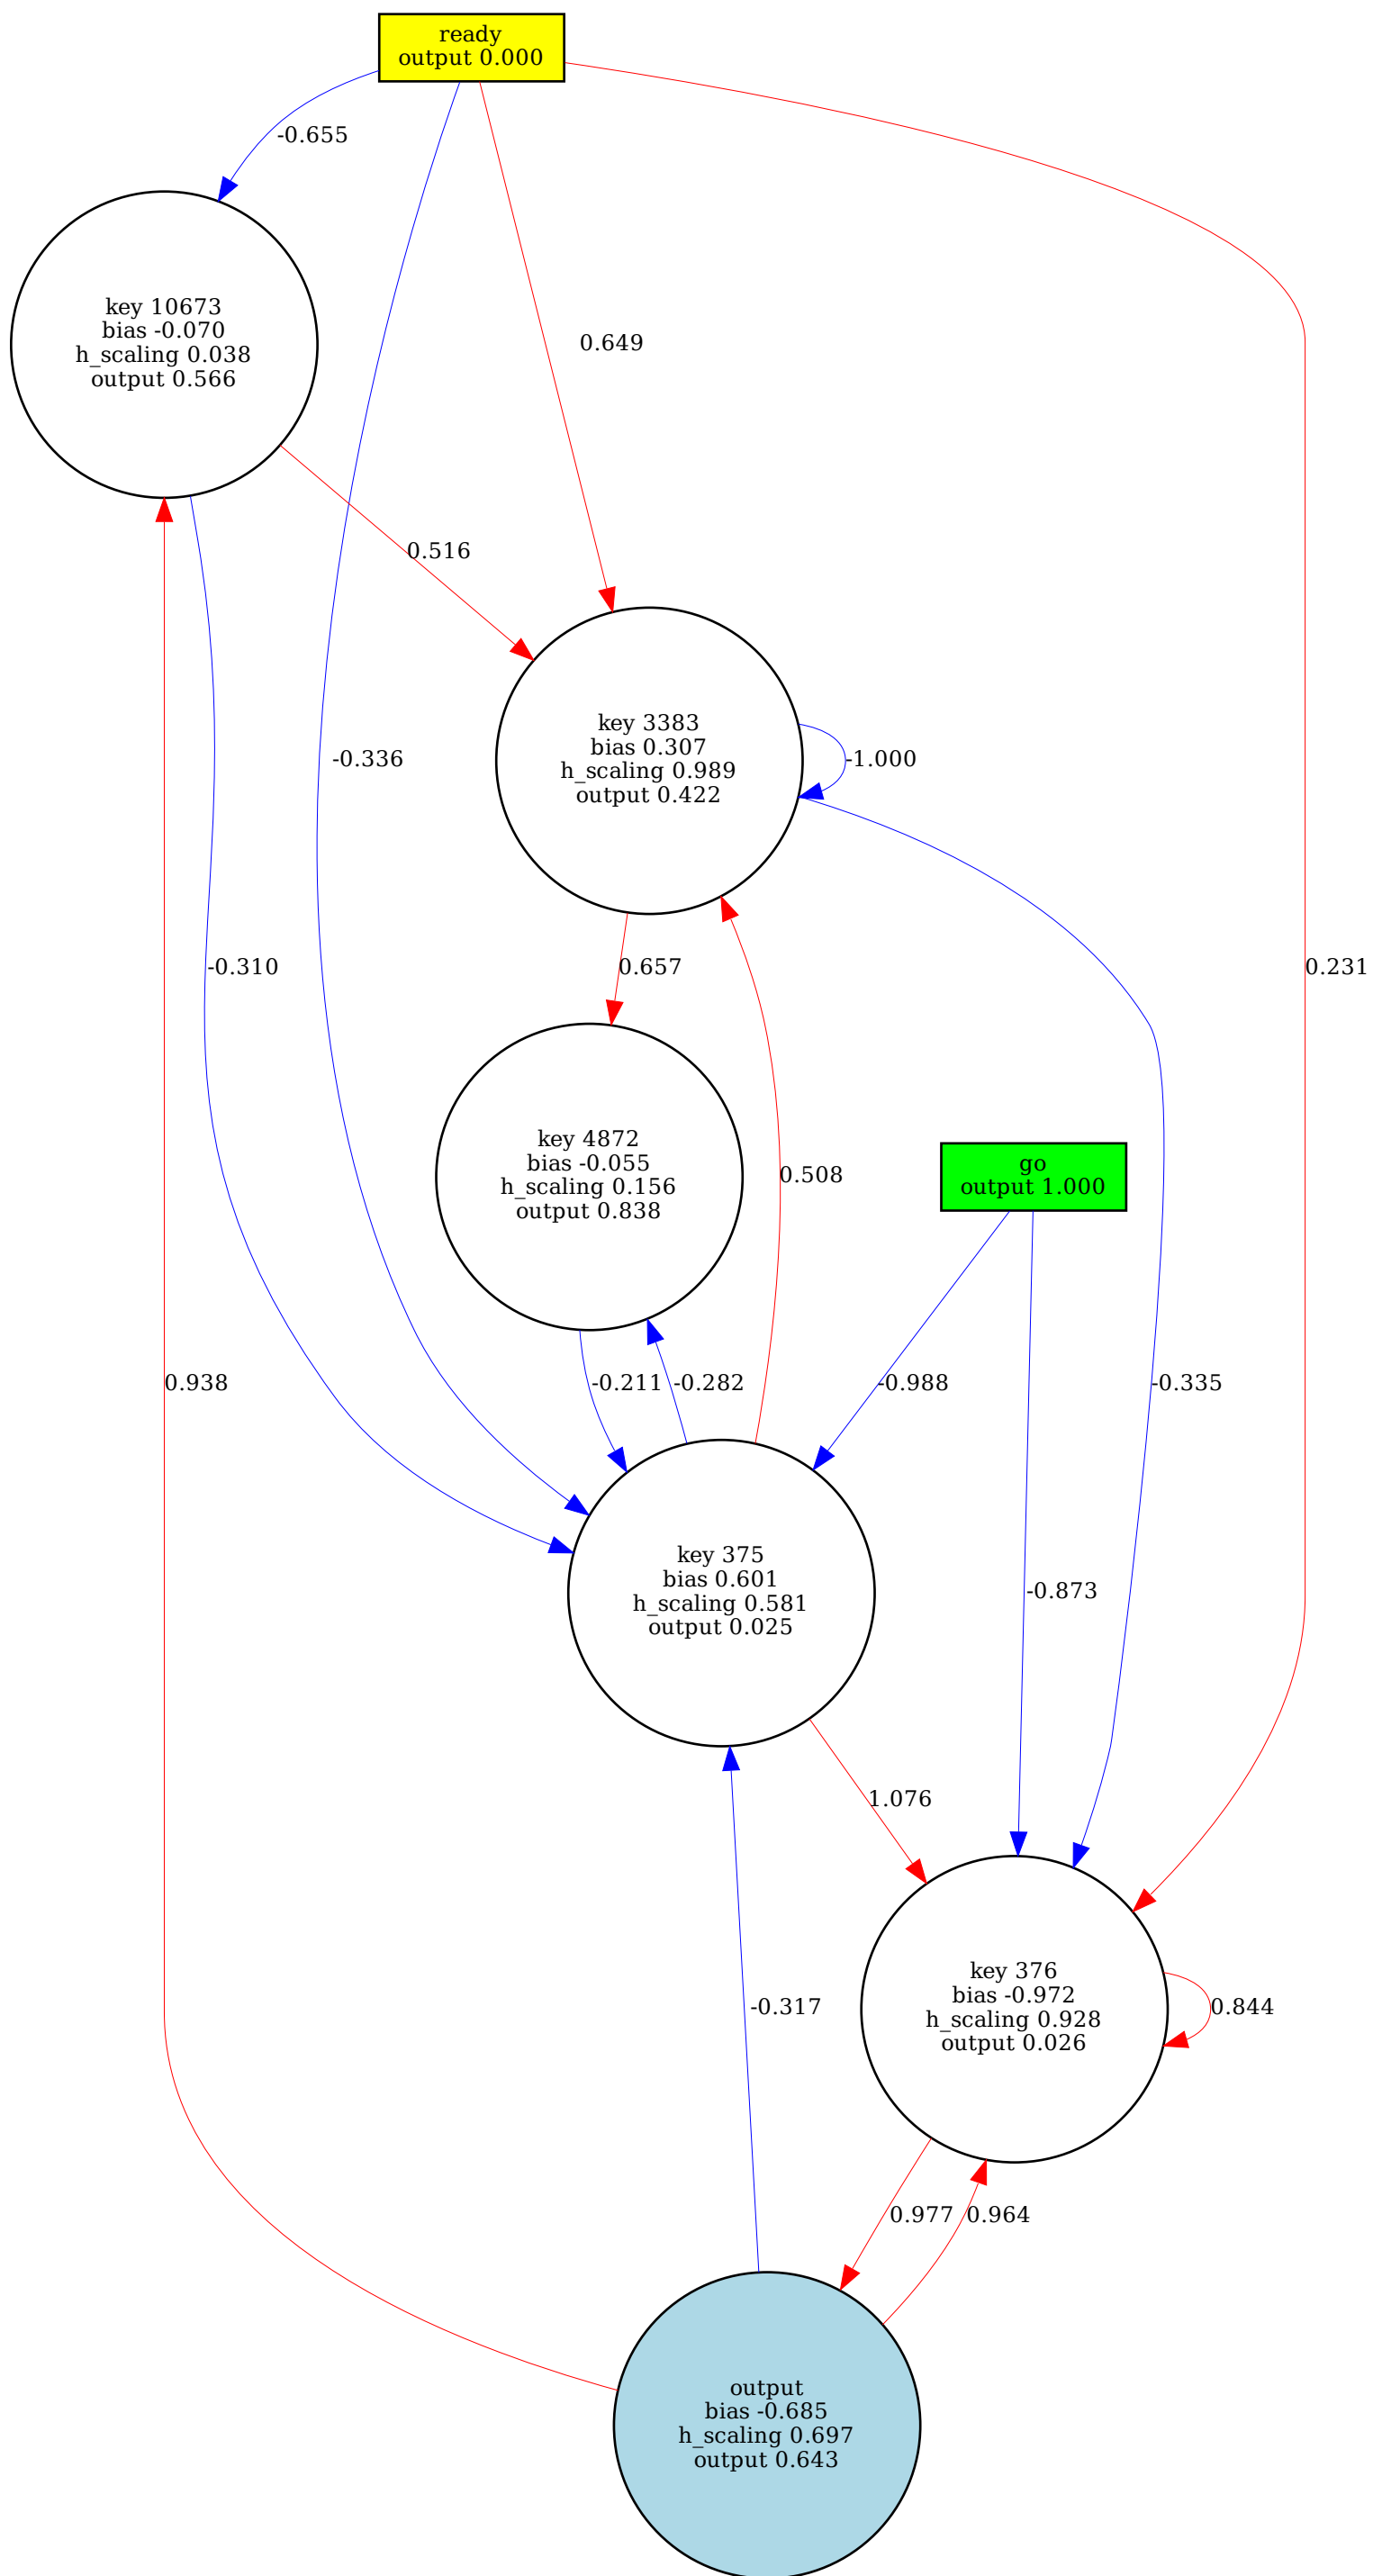 ready
output 0.000
-0.655
key 10673
bias -0.070
h_scaling 0.038
output 0.566
0.649
0.516
key 3383
bias 0.307
h_scaling 0.989
output 0.422
-0.336
-1.000
-0.310
0.657
0.231
key 4872
bias -0.055
h_scaling 0.156
output 0.838
0.508
go
output 1.000
0.938
-0.211
-0.282
-0.988
-0.335
key 375
bias 0.601
h_scaling 0.581
output 0.025
-0.873
1.076
key 376
bias -0.972
h_scaling 0.928
output 0.026
-0.317
0.844
0.977
0.964
output
bias -0.685
h_scaling 0.697
output 0.643